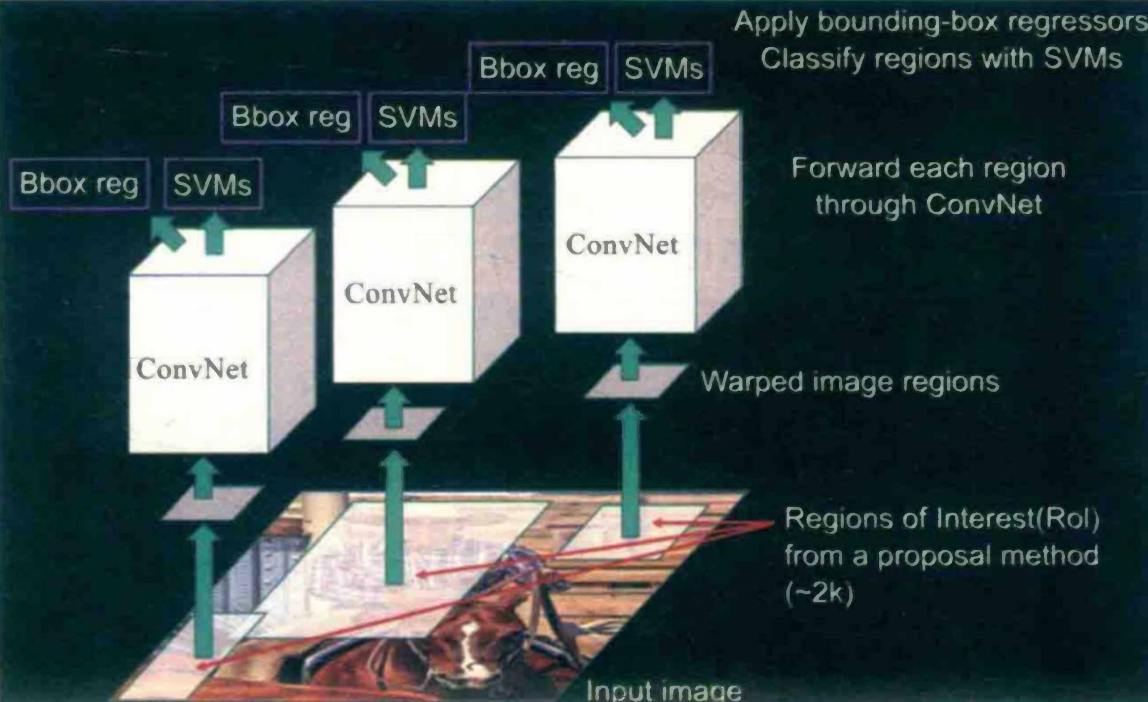 Apply bounding-box regressors
Classify regions with SVMs
Bbox reg SVMs
Bbox reg SVMs
Bbox reg SVMs
Forward each region
through ConvNet
ConvNet
ConvNet
ConvNet
Warped image regions
Regions of Interest(RoI)
from a proposal method
(~2k)
Input image